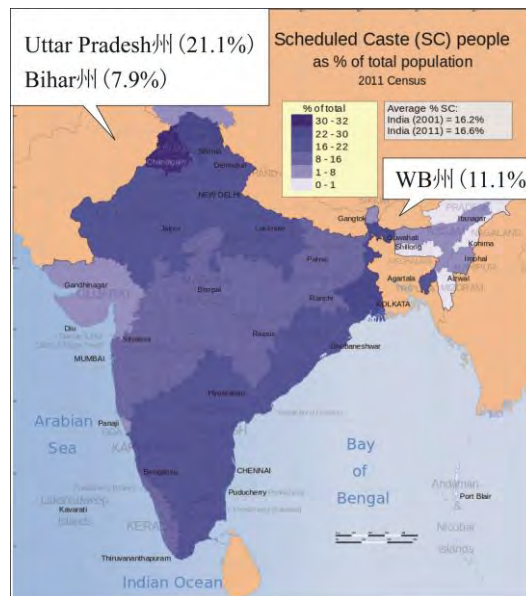 Uttar Pradesh州 (21.1%)
Bihar州 (7.9%)
Scheduled Caste (SC) people
as % of total population
2011 Census
% of total
30 - 32
22 - 30
16 - 22
8 - 16
1 - 8
0 - 1
Average % SC:
India (2001) = 16.2%
India (2011) = 16.6%
WB州 (11.1%
Shimla
Chandigarh
Dehradun
NEW DELHI
Gangtok
Itanagar
Jaipur
Lucknow
Guwahati
Shillong
Kohima
Patna
Imphal
Gandhinagar
Bhopal
Ranchi
Agartala
Aizwal
KOLKATA
Diu
Silvassa
Raipur
Bhubaneshwar
MUMBAI
Hyderabad
Arabian
Sea
Panaji
Bay
of
Bengal
Bengaluru
CHENNAI
Andaman
&
Nicobar
Islands
Port Blair
Puducherry
Kavarati
Thiruvananthapuram
Indian Ocean